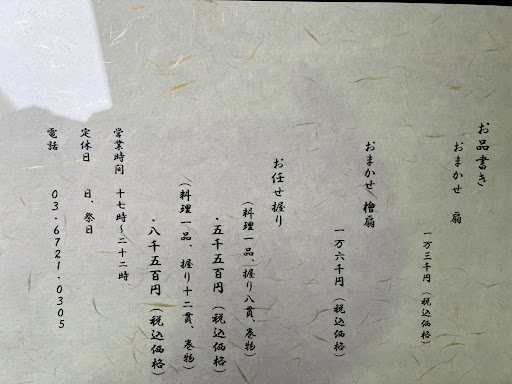 お品書き
おまかせ 扇
一万三千円（税込価格）
おまかせ 檜扇
一万六千円（税込価格）
お任せ握り
（料理一品、握り八貫、巻物）
・五千五百円（税込価格）
（料理一品、握り十二貫、巻物）
・八千五百円（税込価格）
営業時間 十七時〜二十二時
定休日 日、祭日
電話 03・6721・0305